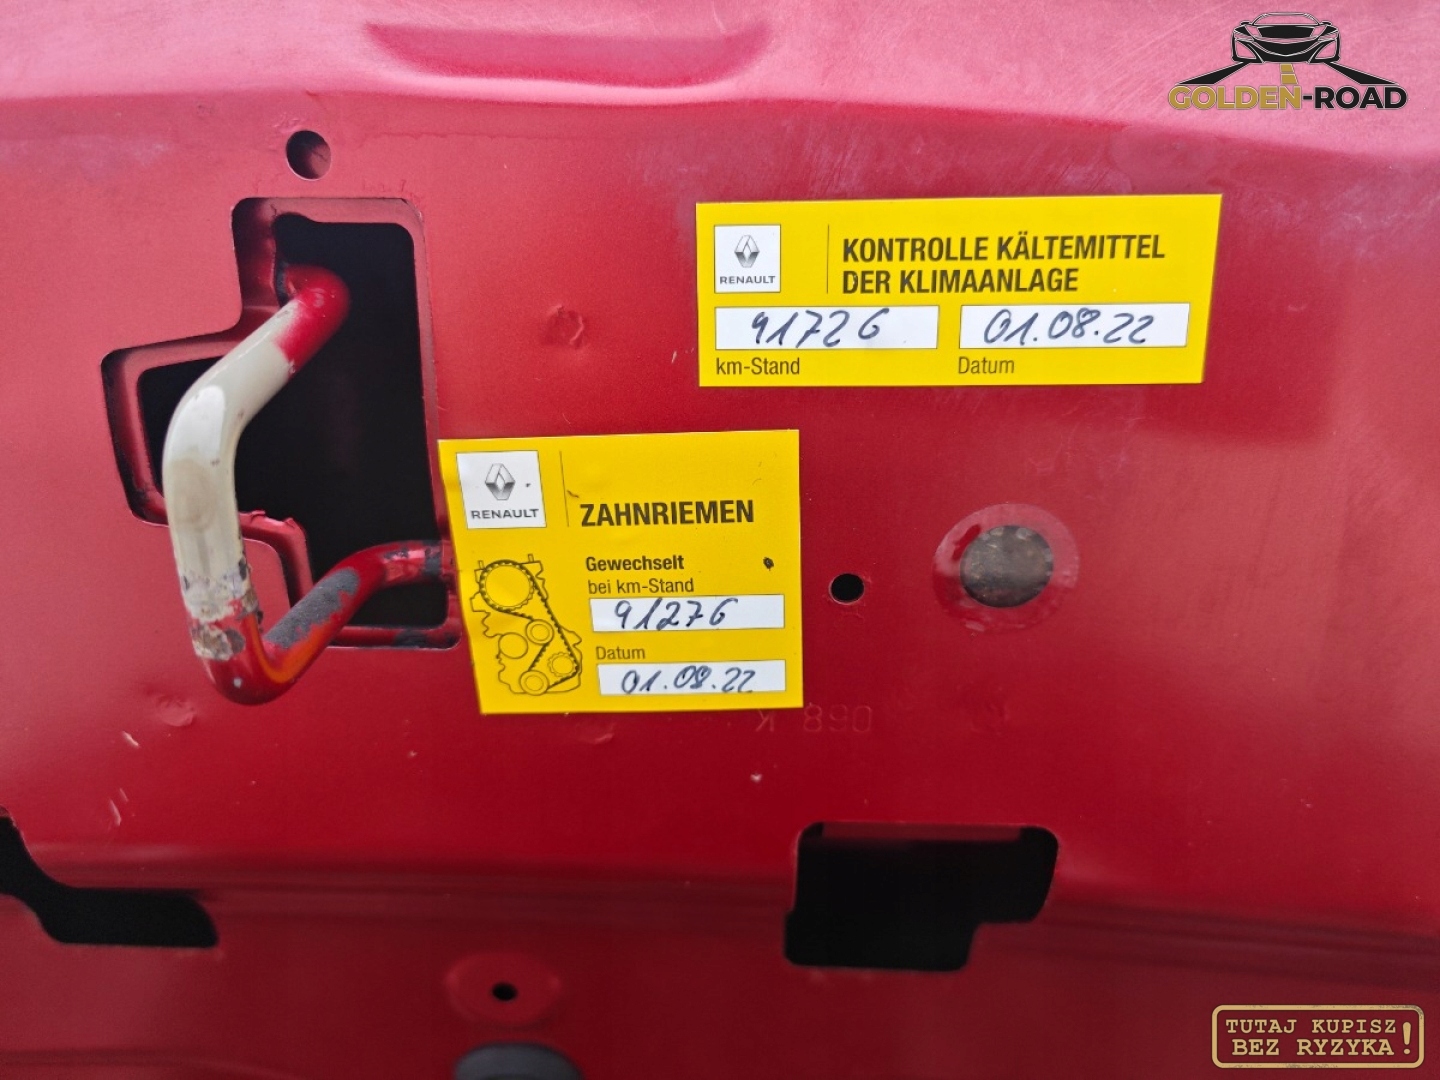 GOLDEN-ROAD
RENAULT
KONTROLLE KÄLTEMITTEL
DER KLIMAANLAGE
91726
01.08.22
km-Stand
Datum
RENAULT
ZAHNRIEMEN
Gewechselt
bei km-Stand
91276
Datum
01.08.22
K 890
TUTAJ KUPISZ
BEZ RYZYKA!